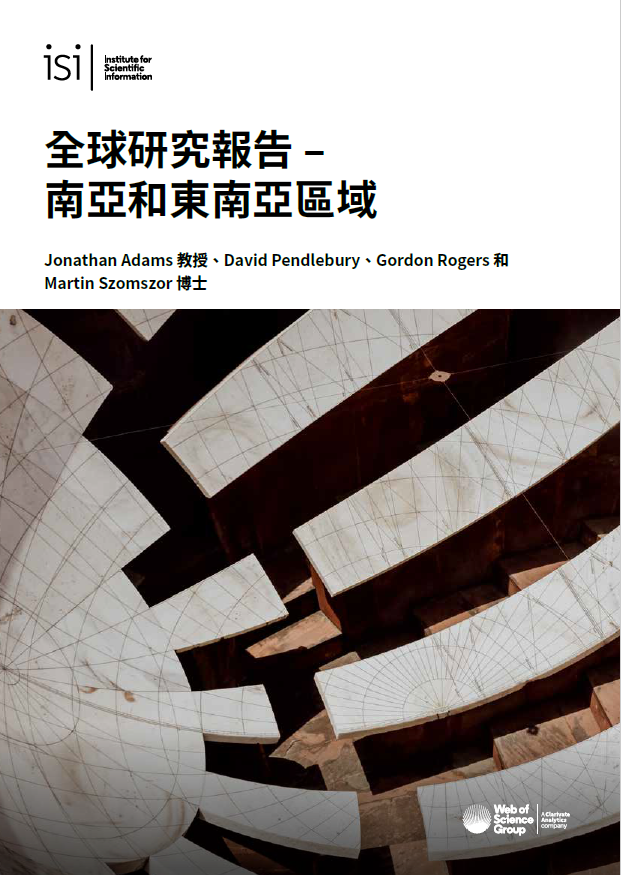 isi
Institute for
Scientific
Information
全球研究報告 –
南亞和東南亞區域
Jonathan Adams 教授、David Pendlebury、Gordon Rogers 和
Martin Szomszor 博士
Web of
Science
Group
A Clarivate
Analytics
company